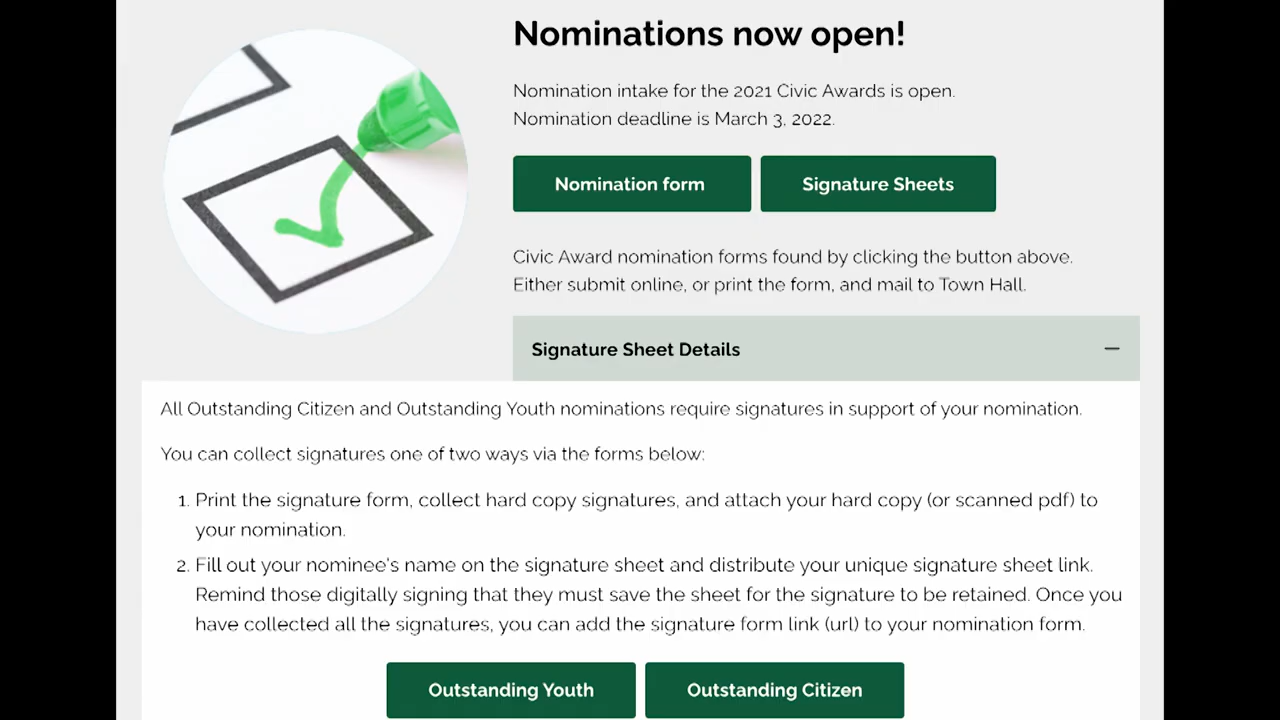 Nominations now open!
Nomination intake for the 2021 Civic Awards is open.
Nomination deadline is March 3, 2022.
Nomination form
Signature Sheets
Civic Award nomination forms found by clicking the button above.
Either submit online, or print the form, and mail to Town Hall.
Signature Sheet Details
All Outstanding Citizen and Outstanding Youth nominations require signatures in support of your nomination.
You can collect signatures one of two ways via the forms below:
1. Print the signature form, collect hard copy signatures, and attach your hard copy (or scanned pdf) to
your nomination.
2. Fill out your nominee's name on the signature sheet and distribute your unique signature sheet link.
Remind those digitally signing that they must save the sheet for the signature to be retained. Once you
have collected all the signatures, you can add the signature form link (url) to your nomination form.
Outstanding Youth
Outstanding Citizen